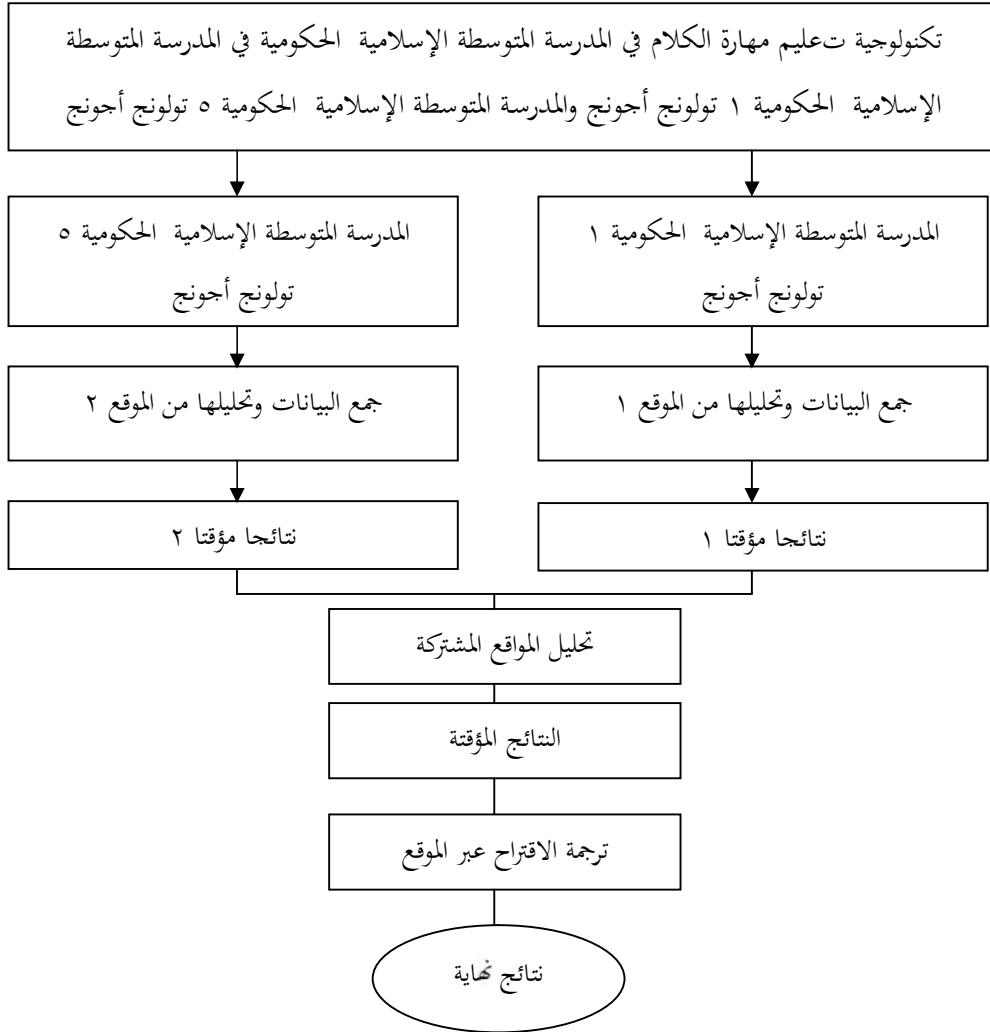 تكنولوجية تعليم مهارة الكلام في المدرسة المتوسطة الإسلامية الحكومية في المدرسة المتوسطة
الإسلامية الحكومية ١ تولونج أجونج والمدرسة المتوسطة الإسلامية الحكومية ٥ تولونج أجونج
المدرسة المتوسطة الإسلامية الحكومية ١
تولونج أجونج
المدرسة المتوسطة الإسلامية الحكومية ٥
تولونج أجونج
جمع البيانات وتحليلها من الموقع ١
جمع البيانات وتحليلها من الموقع ٢
نتائجا مؤقتا ١
نتائجا مؤقتا ٢
تحليل المواقع المشتركة
النتائج المؤقتة
ترجمة الاقتراح عبر الموقع
نتائج نهاية